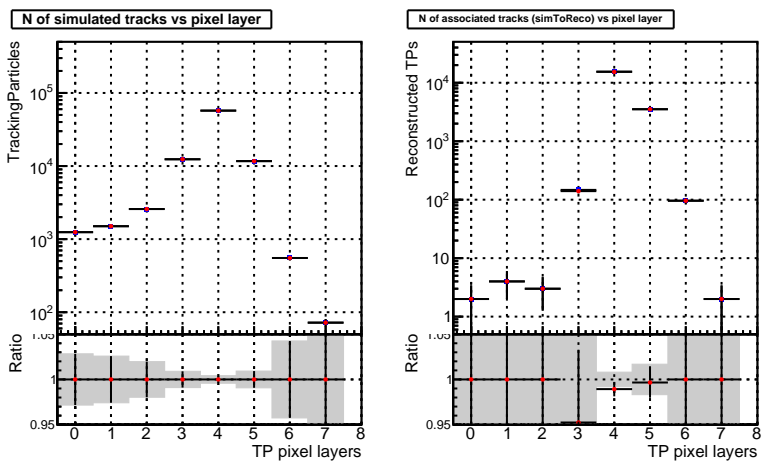 N of simulated tracks vs pixel layer
TrackingParticles
10^5
10^4
10^3
10^2
1.05
Ratio
1
0.95
0 1 2 3 4 5 6 7 8
TP pixel layers
N of associated tracks (simToReco) vs pixel layer
Reconstructed TPs
10^4
10^3
10^2
10
1
1.05
Ratio
1
0.95
0 1 2 3 4 5 6 7 8
TP pixel layers